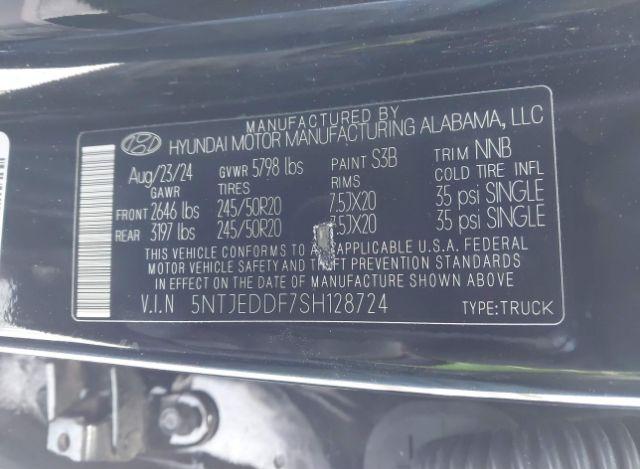 MANUFACTURED BY
HYUNDAI MOTOR MANUFACTURING ALABAMA, LLC
Aug/23/24 GVWR 5798 lbs PAINT S3B TRIM NNB
GAWR TIRES RIMS COLD TIRE INFL
FRONT 2646 lbs 245/50R20 7.5JX20 35 psi SINGLE
REAR 3197 lbs 245/50R20 7.5JX20 35 psi SINGLE
THIS VEHICLE CONFORMS TO APPLICABLE U.S.A. FEDERAL
MOTOR VEHICLE SAFETY AND THEFT PREVENTION STANDARDS
IN EFFECT ON THE DATE OF MANUFACTURE SHOWN ABOVE.
V.I.N 5NTJEDDF7SH128724 TYPE:TRUCK